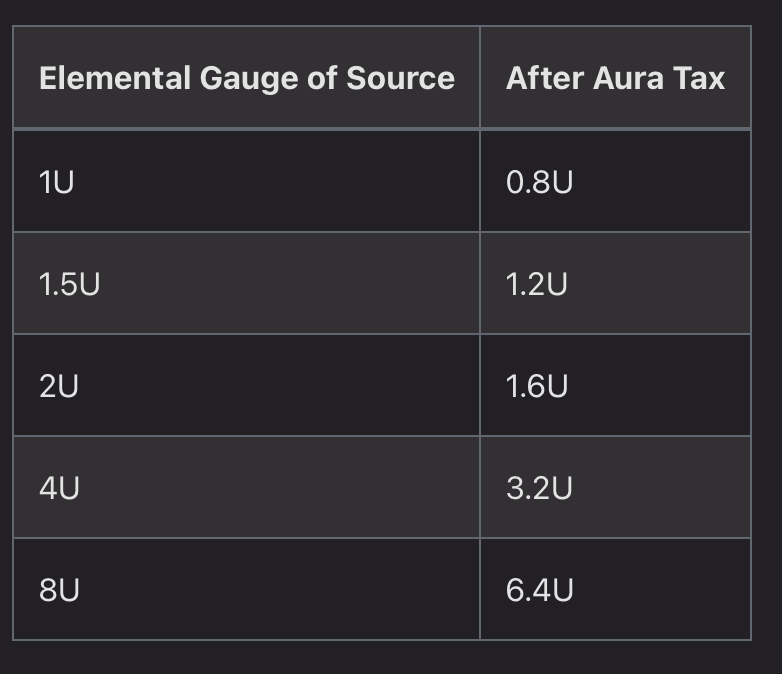 Elemental Gauge of Source After Aura Tax
1U 0.8U
1.5U 1.2U
2U 1.6U
4U 3.2U
8U 6.4U